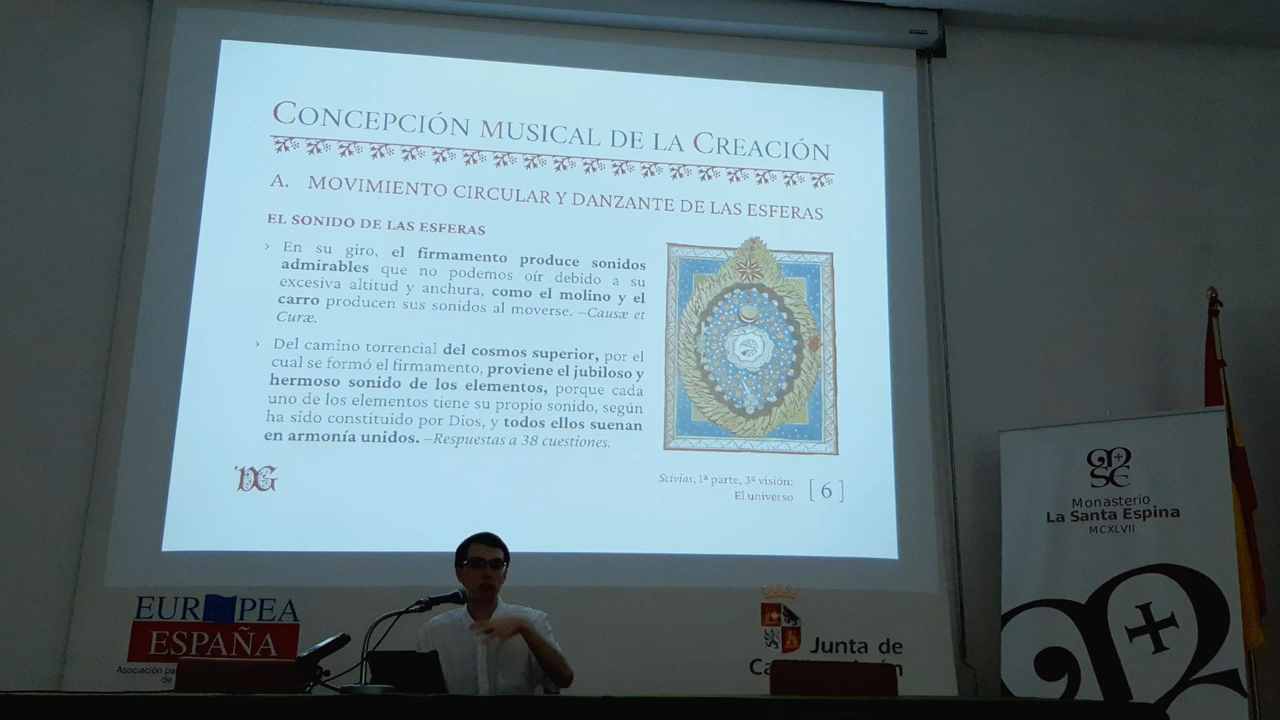 CONCEPCIÓN MUSICAL DE LA CREACIÓN
A. MOVIMIENTO CIRCULAR Y DANZANTE DE LAS ESFERAS
EL SONIDO DE LAS ESFERAS
› En su giro, el firmamento produce sonidos
admirables que no podemos oír debido a su
excesiva altitud y anchura, como el molino y el
carro producen sus sonidos al moverse. –Causæ et
Curæ.
› Del camino torrencial del cosmos superior, por el
cual se formó el firmamento, proviene el jubiloso y
hermoso sonido de los elementos, porque cada
uno de los elementos tiene su propio sonido, según
ha sido constituido por Dios, y todos ellos suenan
en armonía unidos. –Respuestas a 38 cuestiones.
Scivias, 1ª parte, 3ª visión:
El universo
[6]
Monasterio
La Santa Espina
MCXLVII
EUROPEA
ESPAÑA
Asociación
de
Junta de